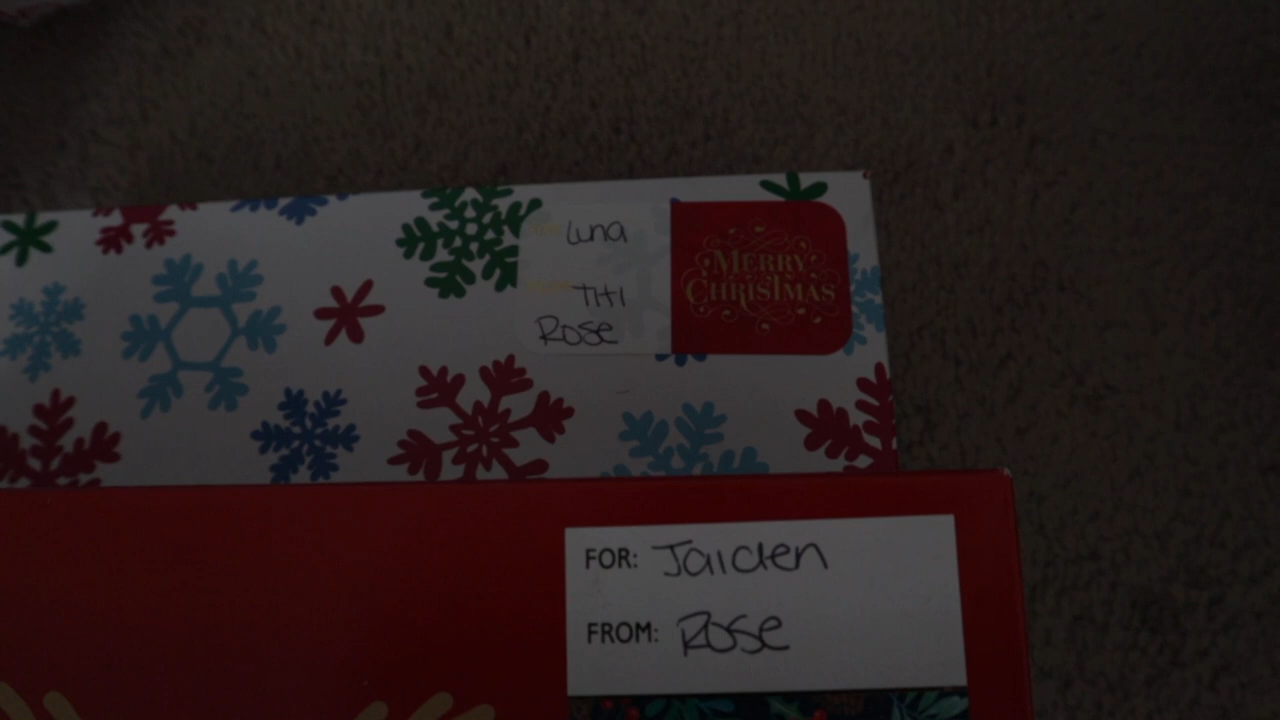 Luna
Titi
Rose
MERRY
CHRISTMAS
FOR: Jaiden
FROM: Rose